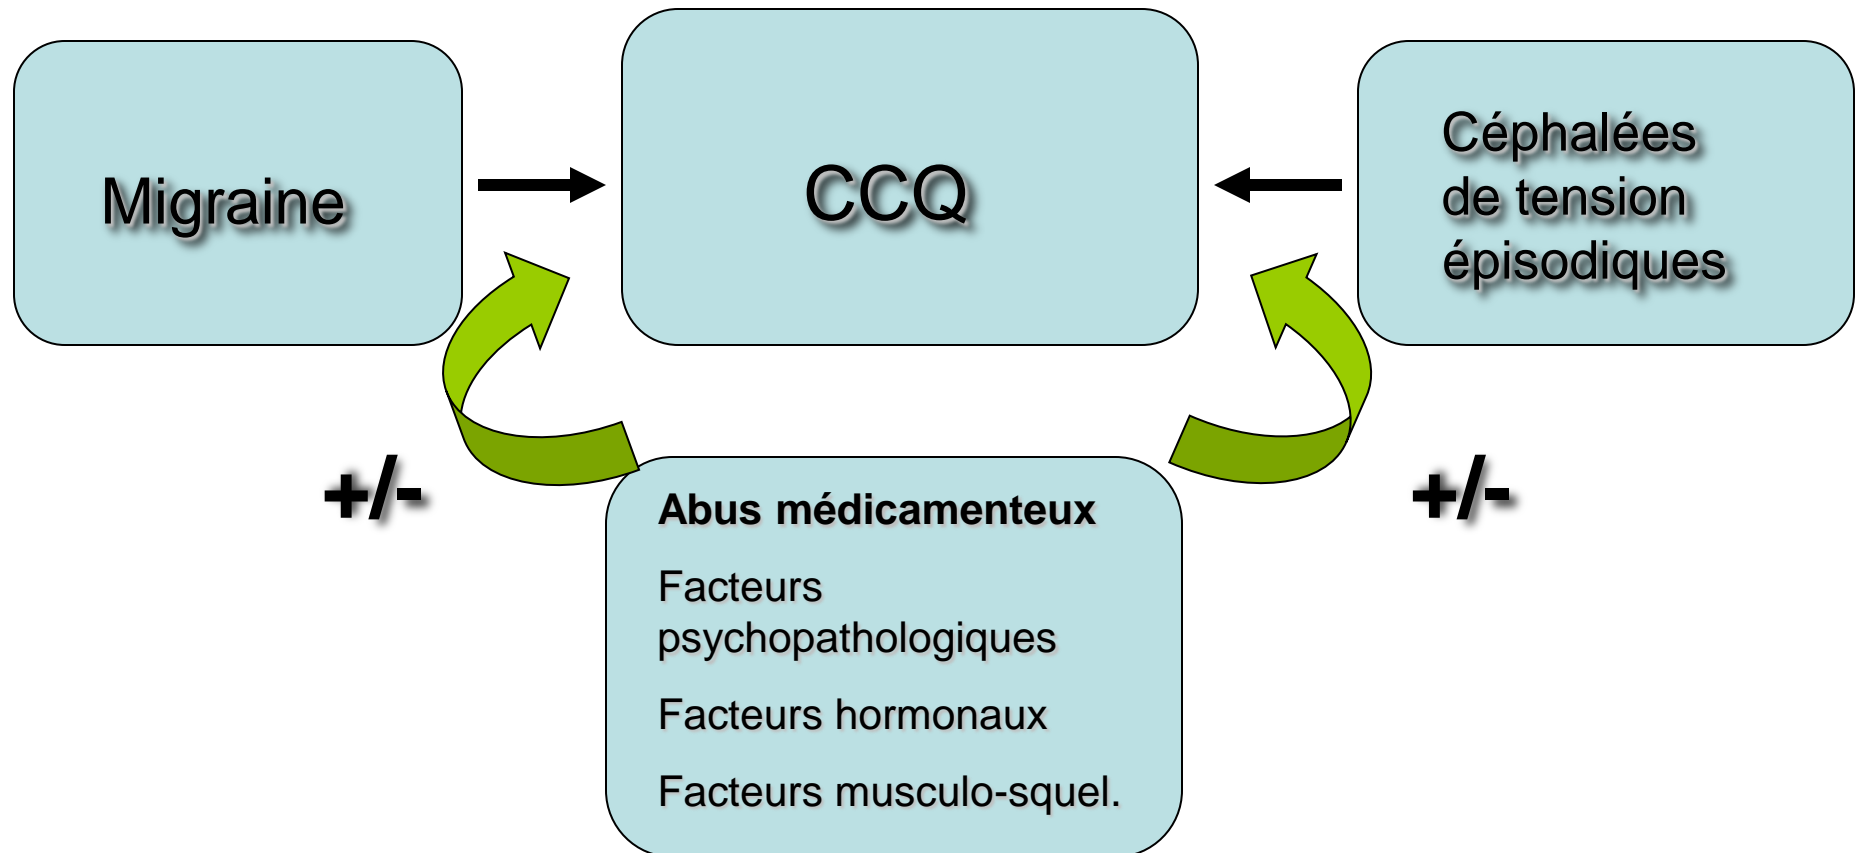 Migraine
CCQ
Céphalées
de tension
épisodiques
+/-
+/-
Abus médicamenteux
Facteurs
psychopathologiques
Facteurs hormonaux
Facteurs musculo-squel.